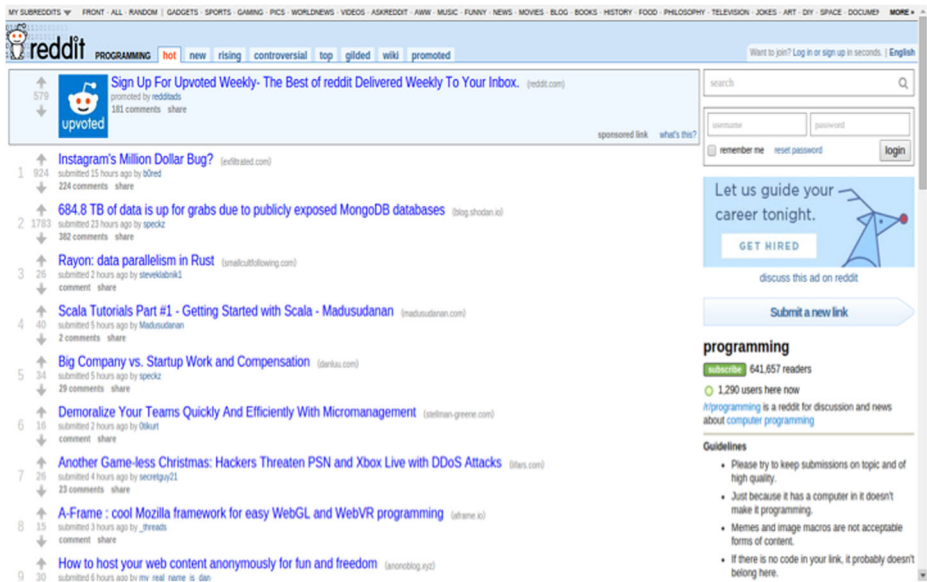 MY SUBREDDITS FRONT - ALL - RANDOM | GADGETS - SPORTS - GAMING - PICS - WORLDNEWS - VIDEOS - ASKREDDIT - AWW - MUSIC - FUNNY - NEWS - MOVIES - BLOG - BOOKS - HISTORY - FOOD - PHILOSOPHY - TELEVISION - JOKES - ART - DIY - SPACE - DOCUME MORE »
reddit PROGRAMMING hot new rising controversial top gilded wiki promoted
Want to join? Log in or sign up in seconds. | English
579
upvoted
Sign Up For Upvoted Weekly- The Best of reddit Delivered Weekly To Your Inbox. (reddit.com)
promoted by redditads
181 comments share
sponsored link what's this?
1 924
Instagram's Million Dollar Bug? (exfiltrated.com)
submitted 15 hours ago by b0red
224 comments share
2 1783
684.8 TB of data is up for grabs due to publicly exposed MongoDB databases (blog.shodan.io)
submitted 23 hours ago by speckz
382 comments share
3 26
Rayon: data parallelism in Rust (smallcultfollowing.com)
submitted 2 hours ago by steveklabnik1
comment share
4 40
Scala Tutorials Part #1 - Getting Started with Scala - Madusudanan (madusudanan.com)
submitted 5 hours ago by Madusudanan
2 comments share
5 34
Big Company vs. Startup Work and Compensation (danluu.com)
submitted 5 hours ago by speckz
29 comments share
6 16
Demoralize Your Teams Quickly And Efficiently With Micromanagement (stellman-greene.com)
submitted 2 hours ago by 0tikurt
comment share
7 26
Another Game-less Christmas: Hackers Threaten PSN and Xbox Live with DDoS Attacks (lifars.com)
submitted 4 hours ago by secretguy21
23 comments share
8 15
A-Frame : cool Mozilla framework for easy WebGL and WebVR programming (aframe.io)
submitted 3 hours ago by _threads
comment share
9 30
How to host your web content anonymously for fun and freedom (anonoblog.xyz)
submitted 6 hours ago by my_real_name_is_dan
search
username password
remember me reset password login
Let us guide your
career tonight.
GET HIRED
discuss this ad on reddit
Submit a new link
programming
subscribe 641,657 readers
1,290 users here now
/r/programming is a reddit for discussion and news
about computer programming
Guidelines
• Please try to keep submissions on topic and of
high quality.
• Just because it has a computer in it doesn't
make it programming.
• Memes and image macros are not acceptable
forms of content.
• If there is no code in your link, it probably doesn't
belong here.